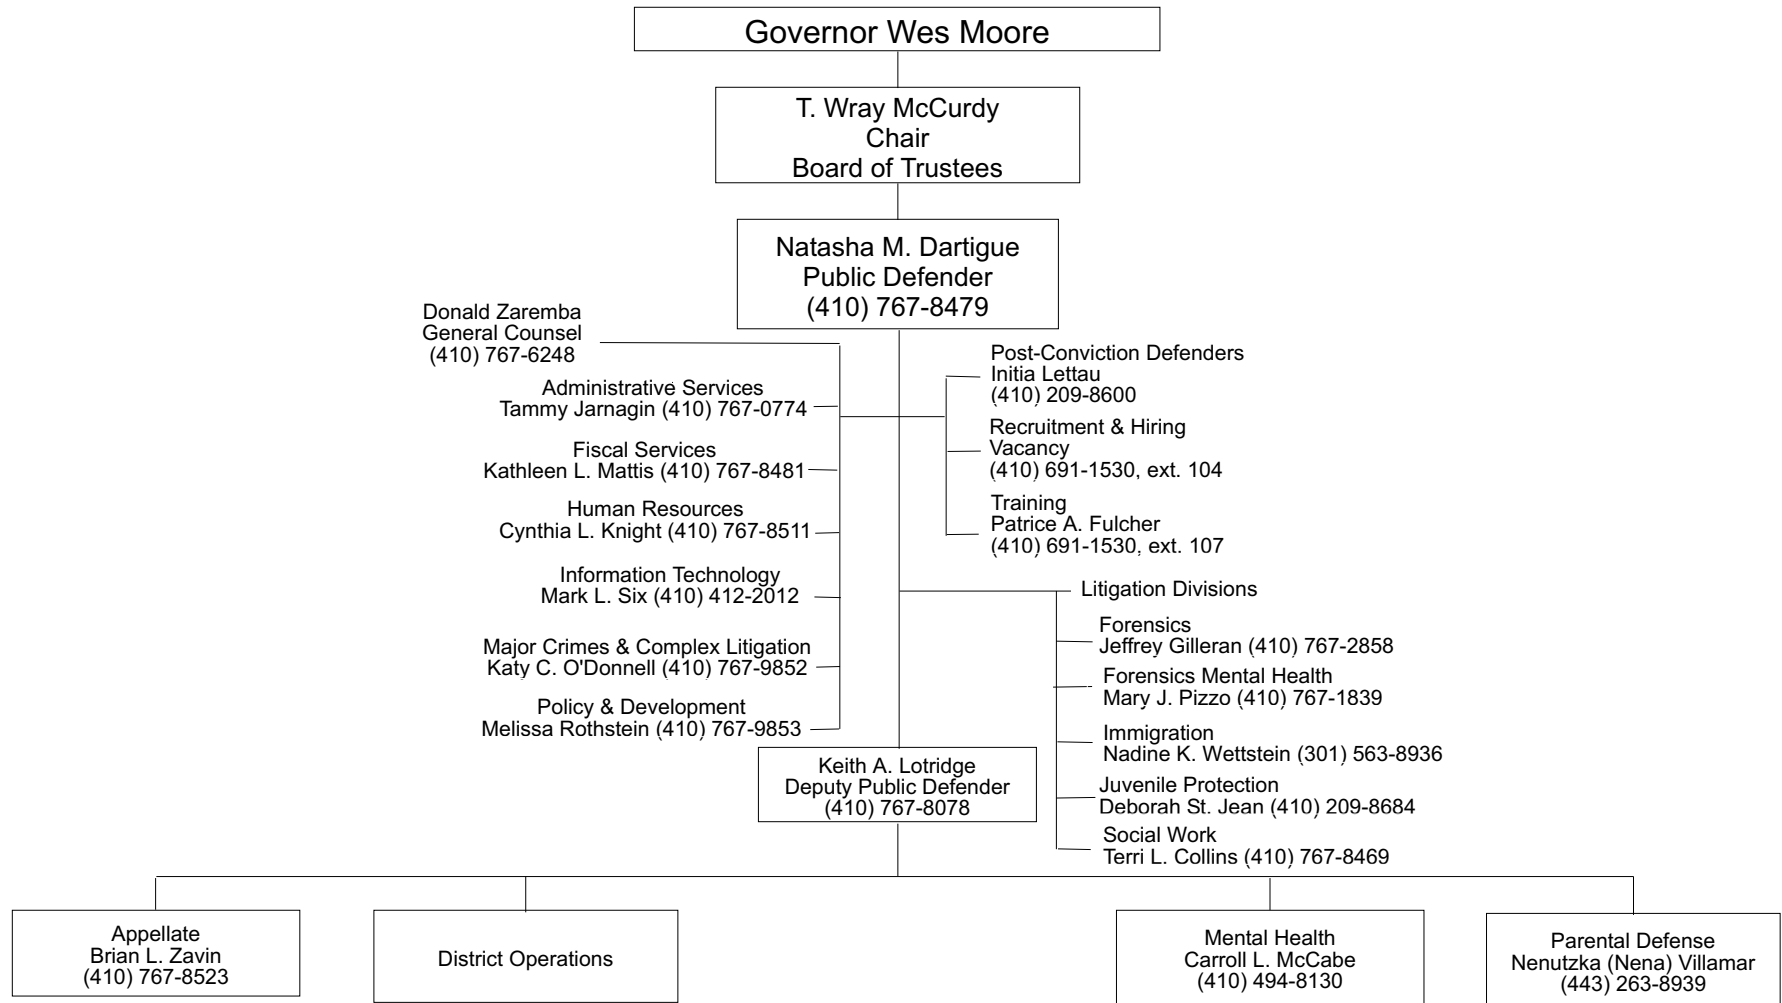 Governor Wes Moore
T. Wray McCurdy
Chair
Board of Trustees
Natasha M. Dartigue
Public Defender
(410) 767-8479
Donald Zaremba
General Counsel
(410) 767-6248
Administrative Services
Tammy Jarnagin (410) 767-0774
Fiscal Services
Kathleen L. Mattis (410) 767-8481
Human Resources
Cynthia L. Knight (410) 767-8511
Information Technology
Mark L. Six (410) 412-2012
Major Crimes & Complex Litigation
Katy C. O'Donnell (410) 767-9852
Policy & Development
Melissa Rothstein (410) 767-9853
Post-Conviction Defenders
Initia Lettau
(410) 209-8600
Recruitment & Hiring
Vacancy
(410) 691-1530, ext. 104
Training
Patrice A. Fulcher
(410) 691-1530, ext. 107
Litigation Divisions
Forensics
Jeffrey Gilleran (410) 767-2858
Forensics Mental Health
Mary J. Pizzo (410) 767-1839
Immigration
Nadine K. Wettstein (301) 563-8936
Juvenile Protection
Deborah St. Jean (410) 209-8684
Social Work
Terri L. Collins (410) 767-8469
Keith A. Lotridge
Deputy Public Defender
(410) 767-8078
Appellate
Brian L. Zavin
(410) 767-8523
District Operations
Mental Health
Carroll L. McCabe
(410) 494-8130
Parental Defense
Nenutzka (Nena) Villamar
(443) 263-8939